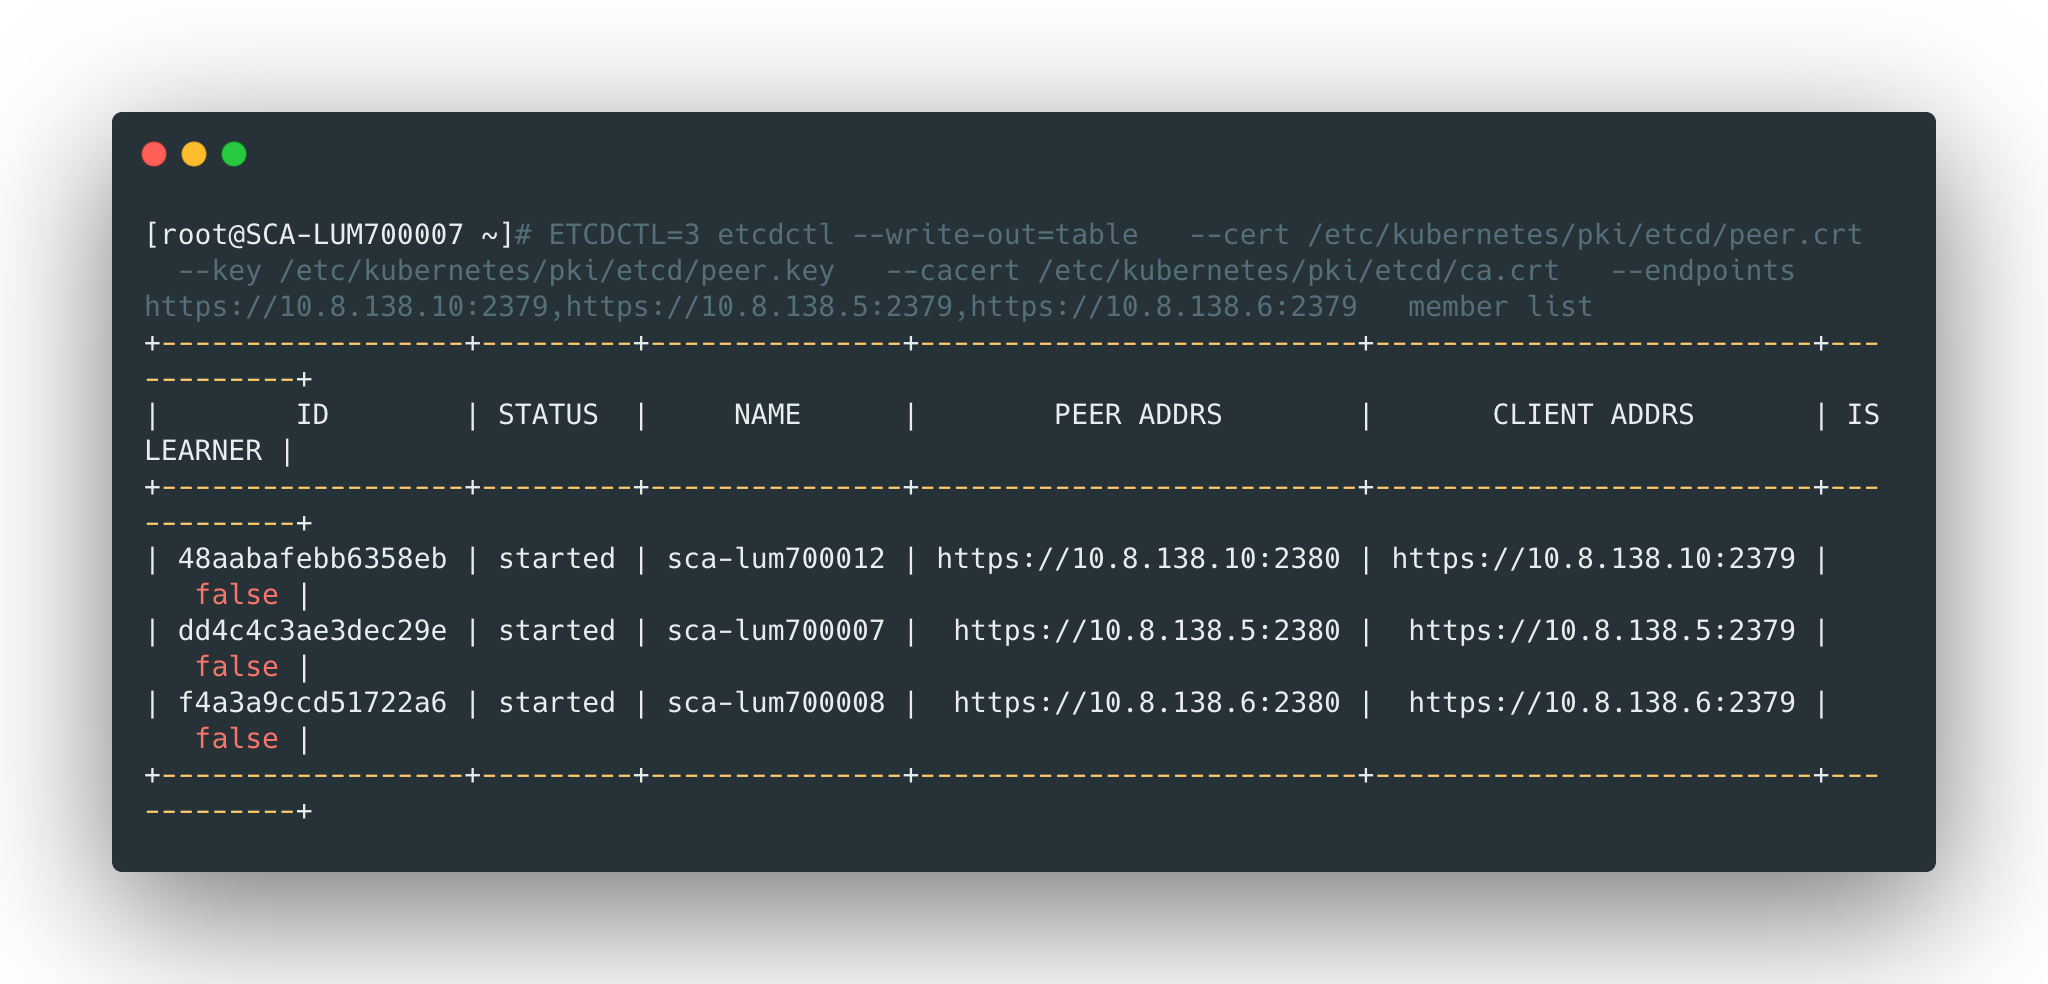 [root@SCA-LUM700007 ~]# ETCDCTL=3 etcdctl --write-out=table   --cert /etc/kubernetes/pki/etcd/peer.crt
  --key /etc/kubernetes/pki/etcd/peer.key   --cacert /etc/kubernetes/pki/etcd/ca.crt   --endpoints
https://10.8.138.10:2379,https://10.8.138.5:2379,https://10.8.138.6:2379   member list
+------------------+---------+---------------+--------------------------+--------------------------+---
---------+
|        ID        | STATUS  |     NAME      |        PEER ADDRS        |       CLIENT ADDRS       | IS
LEARNER |
+------------------+---------+---------------+--------------------------+--------------------------+---
---------+
| 48aabafebb6358eb | started | sca-lum700012 | https://10.8.138.10:2380 | https://10.8.138.10:2379 |
   false |
| dd4c4c3ae3dec29e | started | sca-lum700007 |  https://10.8.138.5:2380 |  https://10.8.138.5:2379 |
   false |
| f4a3a9ccd51722a6 | started | sca-lum700008 |  https://10.8.138.6:2380 |  https://10.8.138.6:2379 |
   false |
+------------------+---------+---------------+--------------------------+--------------------------+---
---------+